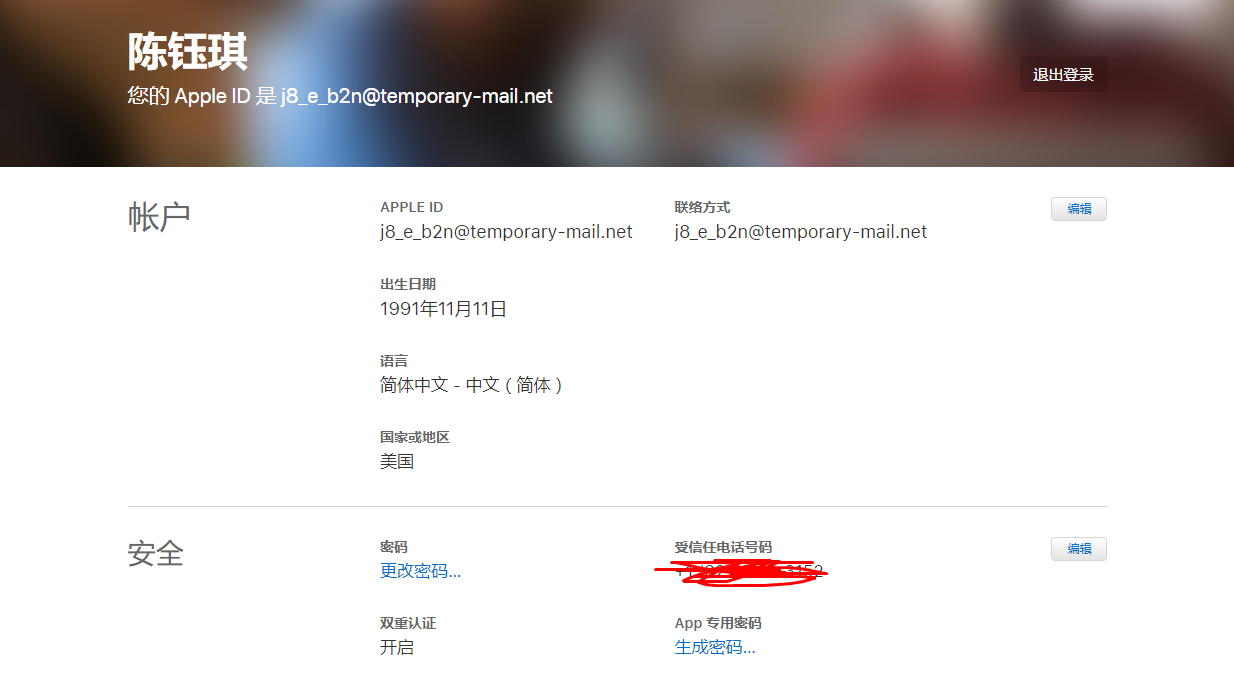 陈钰琪
退出登录
您的 Apple ID 是 j8_e_b2n@temporary-mail.net
帐户
APPLE ID
j8_e_b2n@temporary-mail.net
联络方式
j8_e_b2n@temporary-mail.net
编辑
出生日期
1991年11月11日
语言
简体中文 - 中文 ( 简体 )
国家或地区
美国
安全
密码
更改密码...
受信任电话号码
编辑
双重认证
开启
App 专用密码
生成密码...